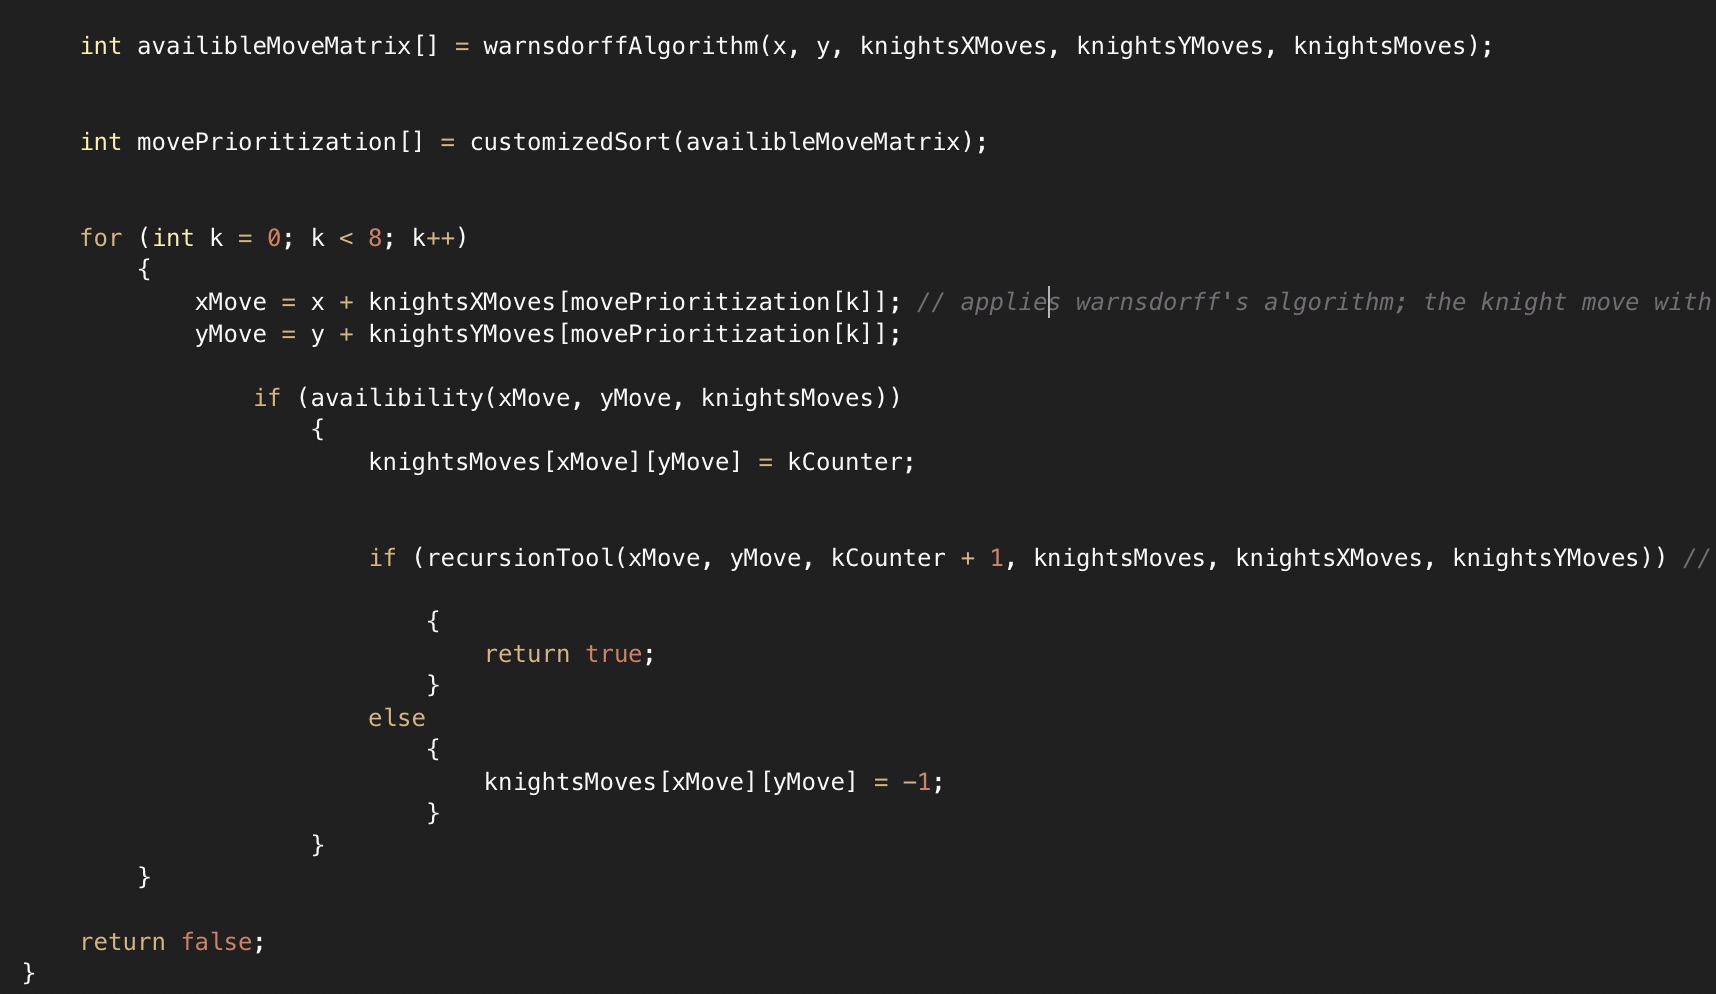 int availibleMoveMatrix[] = warnsdorffAlgorithm(x, y, knightsXMoves, knightsYMoves, knightsMoves);
int movePrioritization[] = customizedSort(availibleMoveMatrix);
for (int k = 0; k < 8; k++)
{
xMove = x + knightsXMoves[movePrioritization[k]]; // applies warnsdorff's algorithm; the knight move with
yMove = y + knightsYMoves[movePrioritization[k]];
if (availibility(xMove, yMove, knightsMoves))
{
knightsMoves[xMove][yMove] = kCounter;
if (recursionTool(xMove, yMove, kCounter + 1, knightsMoves, knightsXMoves, knightsYMoves)) //
{
return true;
}
else
{
knightsMoves[xMove][yMove] = −1;
}
}
}
return false;
}